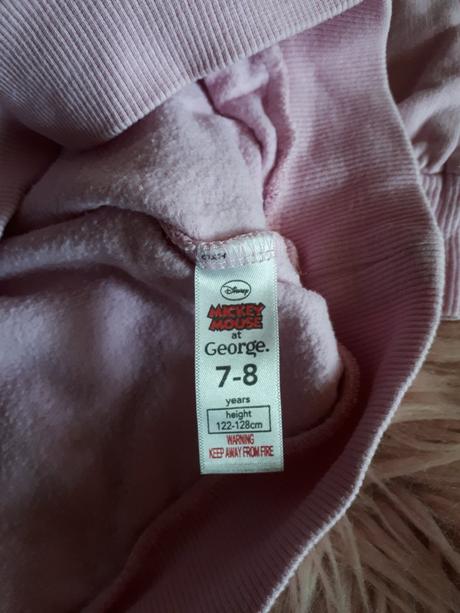 Disney
MICKEY
MOUSE
at
George.
7-8
years
height
122-128cm
WARNING
KEEP AWAY FROM FIRE